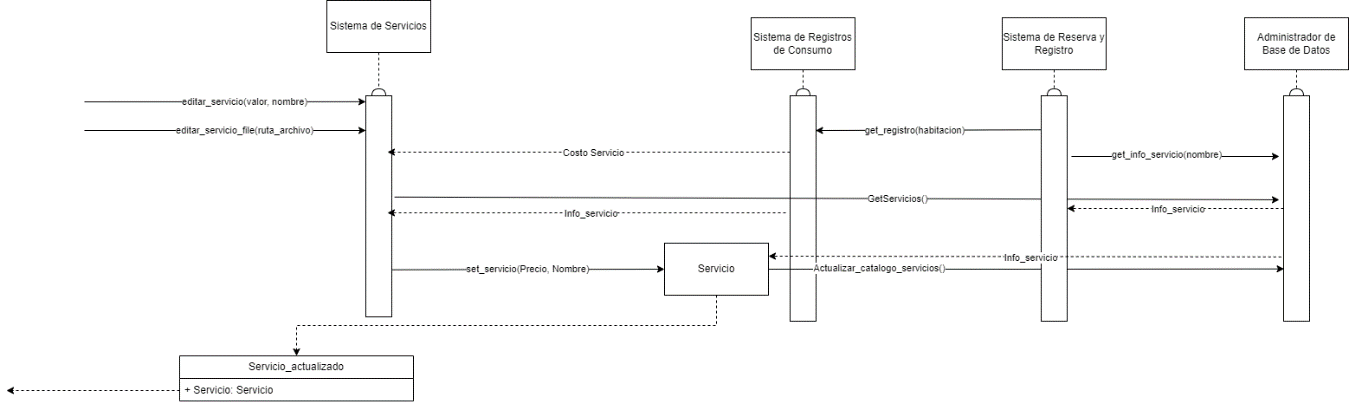 Sistema de Servicios
Sistema de Registros
de Consumo
Sistema de Reserva y
Registro
Administrador de
Base de Datos
editar_servicio(valor, nombre)
editar_servicio_file(ruta_archivo)
get_registro(habitacion)
Costo Servicio
get_info_servicio(nombre)
GetServicios()
Info_servicio
Info_servicio
Info_servicio
set_servicio(Precio, Nombre)
Servicio
Actualizar_catalogo_servicios()
Servicio_actualizado
+ Servicio: Servicio